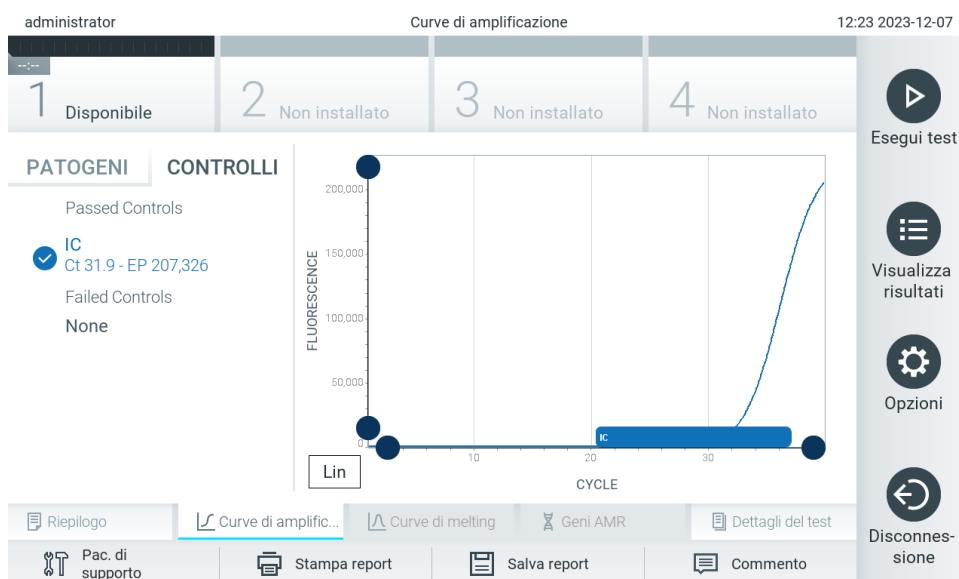 administrator
Curve di amplificazione
12:23 2023-12-07
--:--
1 Disponibile
2 Non installato
3 Non installato
4 Non installato
Esegui test
PATOGENI
CONTROLLI
Passed Controls
IC
Ct 31.9 - EP 207,326
Failed Controls
None
FLUORESCENCE
200,000
150,000
100,000
50,000
0
IC
10
20
30
CYCLE
Lin
Visualizza
risultati
Opzioni
Disconnes-
sione
Riepilogo
Curve di amplific...
Curve di melting
Geni AMR
Dettagli del test
Pac. di
supporto
Stampa report
Salva report
Commento